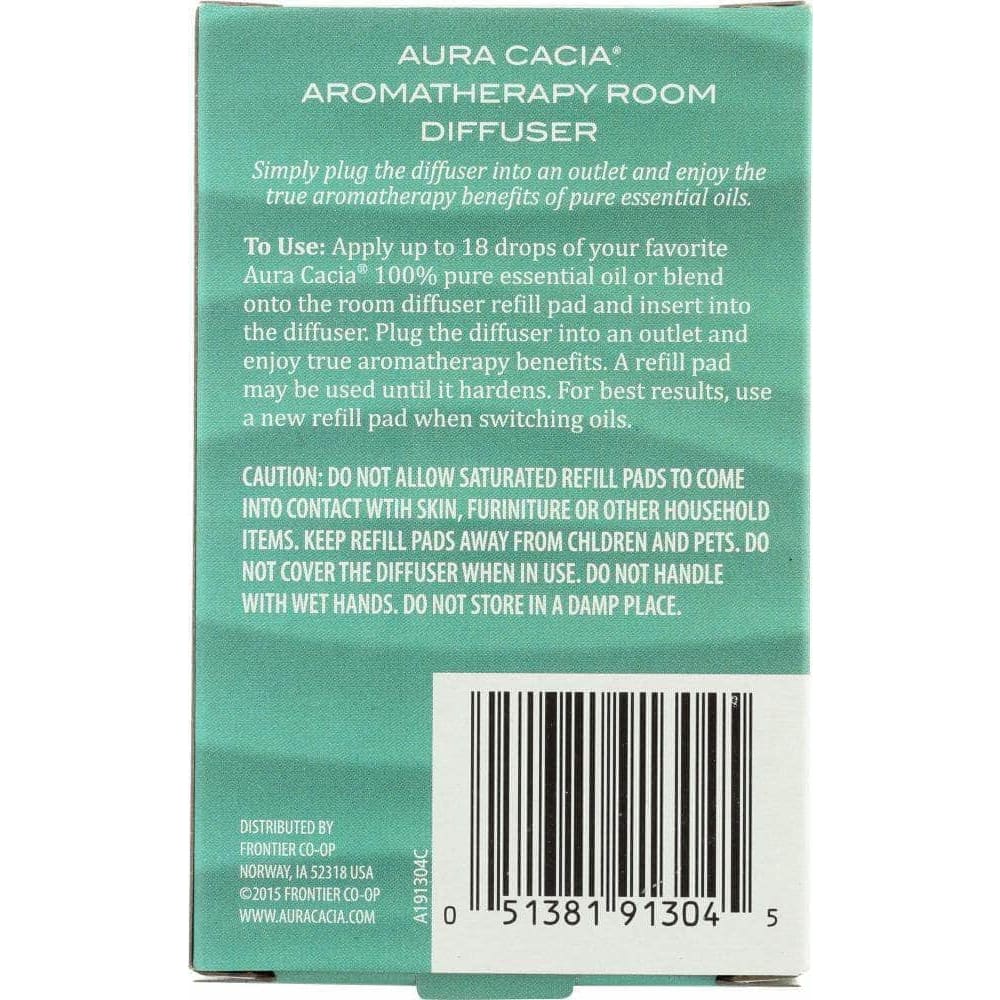 AURA CACIA®
AROMATHERAPY ROOM
DIFFUSER
Simply plug the diffuser into an outlet and enjoy the
true aromatherapy benefits of pure essential oils.
To Use: Apply up to 18 drops of your favorite
Aura Cacia® 100% pure essential oil or blend
onto the room diffuser refill pad and insert into
the diffuser. Plug the diffuser into an outlet and
enjoy true aromatherapy benefits. A refill pad
may be used until it hardens. For best results, use
a new refill pad when switching oils.
CAUTION: DO NOT ALLOW SATURATED REFILL PADS TO COME
INTO CONTACT WTIH SKIN, FURINITURE OR OTHER HOUSEHOLD
ITEMS. KEEP REFILL PADS AWAY FROM CHLDREN AND PETS. DO
NOT COVER THE DIFFUSER WHEN IN USE. DO NOT HANDLE
WITH WET HANDS. DO NOT STORE IN A DAMP PLACE.
DISTRIBUTED BY
FRONTIER CO-OP
NORWAY, IA 52318 USA
©2015 FRONTIER CO-OP
WWW.AURACACIA.COM
A191304C
0 51381 91304 5